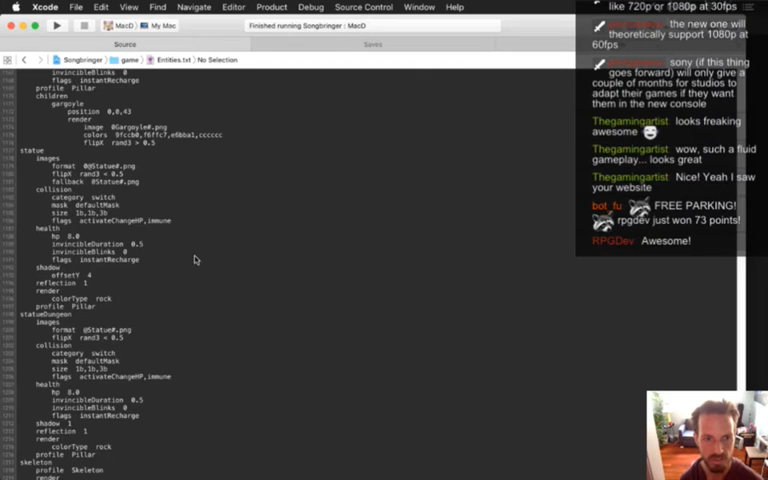 Xcode File Edit View Find Navigate Editor Product Debug Source Control Window Help
MacD My Mac
Finished running Songbringer : MacD
Source
Saves
Songbringer game Entities.txt No Selection
invincibleBlinks 0
flags instantRecharge
profile Pillar
children
gargoyle
position 0,0,43
render
image 0Gargoyle#.png
colors 9fccb0,f6ffc7,e6bba1,cccccc
flipX rand3 > 0.5
statue
images
format 0@Statue#.png
flipX rand3 < 0.5
fallback 0Statue#.png
collision
category switch
mask defaultMask
size 1b,1b,3b
flags activateChangeHP,immune
health
hp 8.0
invincibleDuration 0.5
invincibleBlinks 0
flags instantRecharge
shadow
offsetY 4
reflection 1
render
colorType rock
profile Pillar
statueDungeon
images
format @Statue#.png
flipX rand3 < 0.5
collision
category switch
mask defaultMask
size 1b,1b,3b
flags activateChangeHP,immune
health
hp 8.0
invincibleDuration 0.5
invincibleBlinks 0
flags instantRecharge
shadow 1
reflection 1
render
colorType rock
profile Pillar
skeleton
profile Skeleton
render
like 720p or 1080p at 30fps
the new one will
theoretically support 1080p at
60fps
sony (if this thing
goes forward) will only give a
couple of months for studios to
adapt their games if they want
them in the new console
Thegamingartist looks freaking
awesome
Thegamingartist wow, such a fluid
gameplay... looks great
Thegamingartist Nice! Yeah I saw
your website
bot_fu FREE PARKING!
rpgdev just won 73 points!
RPGDev Awesome!